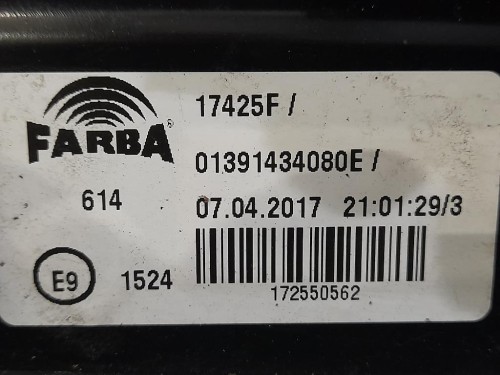 FARBA®
614
E9 1524
17425F /
01391434080E /
07.04.2017 21:01:29/3
172550562